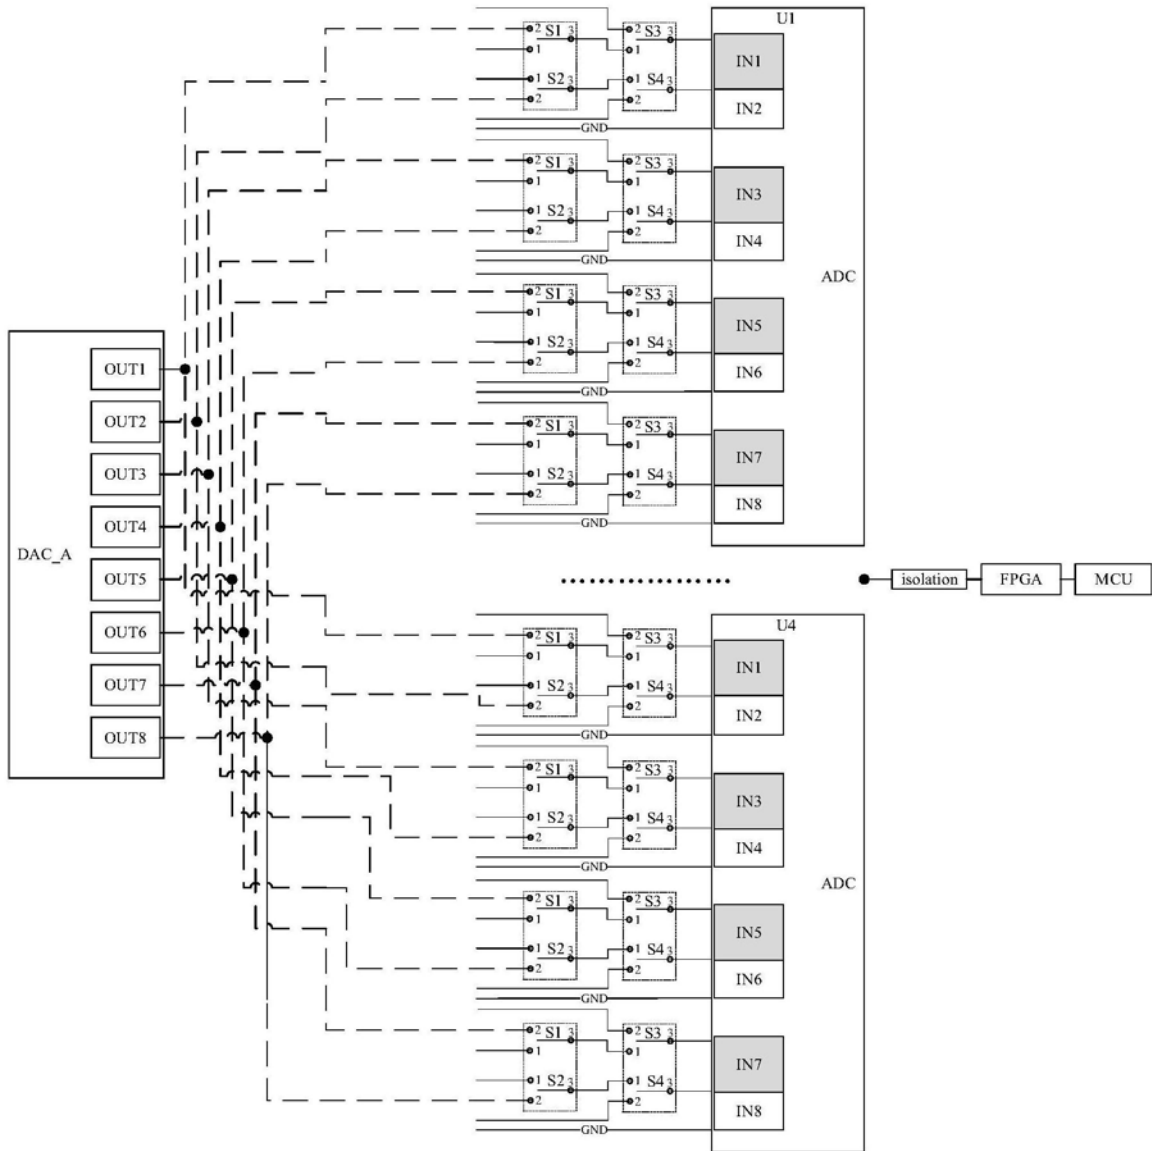 U1
2 S1 3
1
1 S2 3
2
2 S3 3
1
1 S4 3
2
IN1
IN2
GND
2 S1 3
1
1 S2 3
2
2 S3 3
1
1 S4 3
2
IN3
IN4
GND
ADC
2 S1 3
1
1 S2 3
2
2 S3 3
1
1 S4 3
2
IN5
IN6
GND
2 S1 3
1
1 S2 3
2
2 S3 3
1
1 S4 3
2
IN7
IN8
GND
DAC_A
OUT1
OUT2
OUT3
OUT4
OUT5
OUT6
OUT7
OUT8
isolation
FPGA
MCU
U4
2 S1 3
1
1 S2 3
2
2 S3 3
1
1 S4 3
2
IN1
IN2
GND
2 S1 3
1
1 S2 3
2
2 S3 3
1
1 S4 3
2
IN3
IN4
GND
ADC
2 S1 3
1
1 S2 3
2
2 S3 3
1
1 S4 3
2
IN5
IN6
GND
2 S1 3
1
1 S2 3
2
2 S3 3
1
1 S4 3
2
IN7
IN8
GND